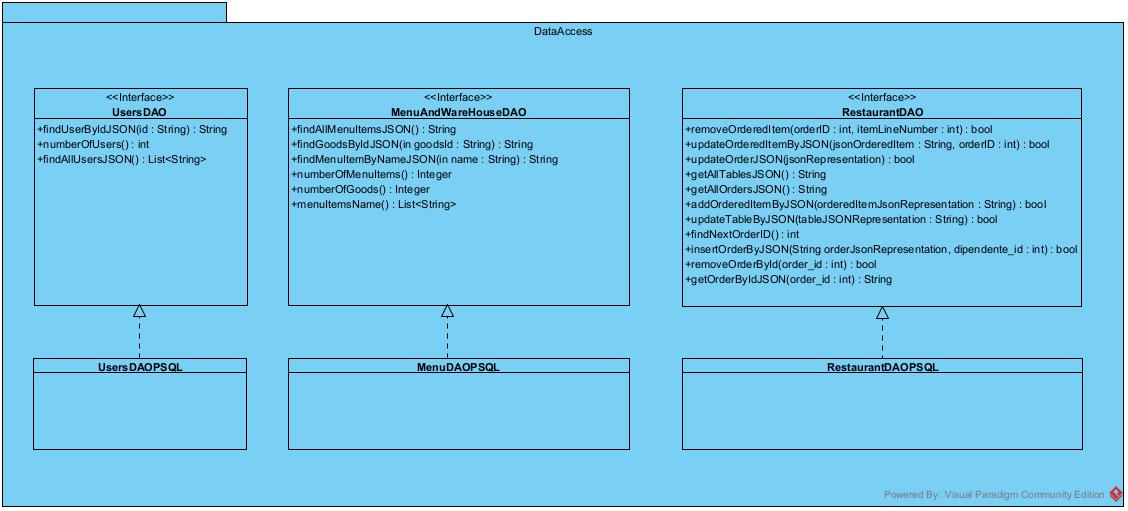 DataAccess
<<Interface>>
UsersDAO
+findUserByIdJSON(id : String) : String
+numberOfUsers() : int
+findAllUsersJSON() : List<String>
<<Interface>>
MenuAndWareHouseDAO
+findAllMenuItemsJSON() : String
+findGoodsByIdJSON(in goodsId : String) : String
+findMenuItemByNameJSON(in name : String) : String
+numberOfMenuItems() : Integer
+numberOfGoods() : Integer
+menuItemsName() : List<String>
<<Interface>>
RestaurantDAO
+removeOrderedItem(orderID : int, itemLineNumber : int) : bool
+updateOrderedItemByJSON(jsonOrderedItem : String, orderID : int) : bool
+updateOrderJSON(jsonRepresentation) : bool
+getAllTablesJSON() : String
+getAllOrdersJSON() : String
+addOrderedItemByJSON(orderedItemJsonRepresentation : String) : bool
+updateTableByJSON(tableJSONRepresentation : String) : bool
+findNextOrderID() : int
+insertOrderByJSON(String orderJsonRepresentation, dipendente_id : int) : bool
+removeOrderById(order_id : int) : bool
+getOrderByIdJSON(order_id : int) : String
UsersDAOPSQL
MenuDAOPSQL
RestaurantDAOPSQL
Powered By Visual Paradigm Community Edition